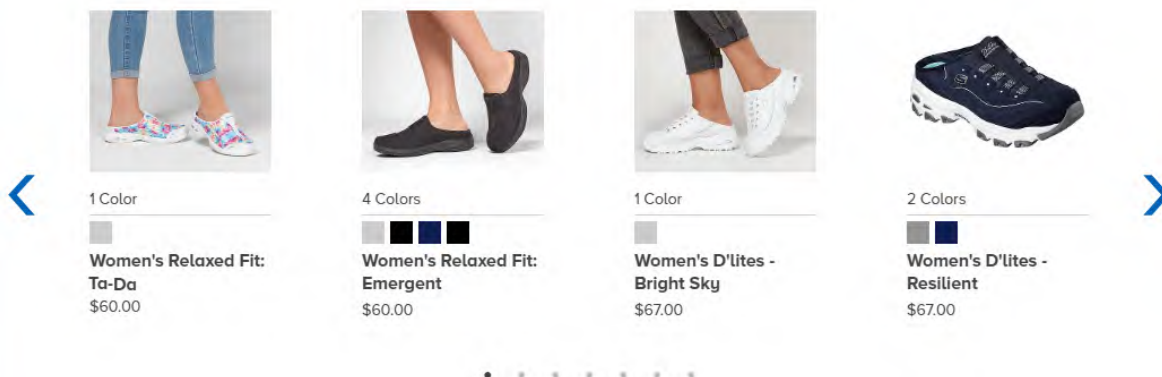 1 Color
4 Colors
1 Color
2 Colors
Women's Relaxed Fit:
Ta-Da
$60.00
Women's Relaxed Fit:
Emergent
$60.00
Women's D'lites -
Bright Sky
$67.00
Women's D'lites -
Resilient
$67.00